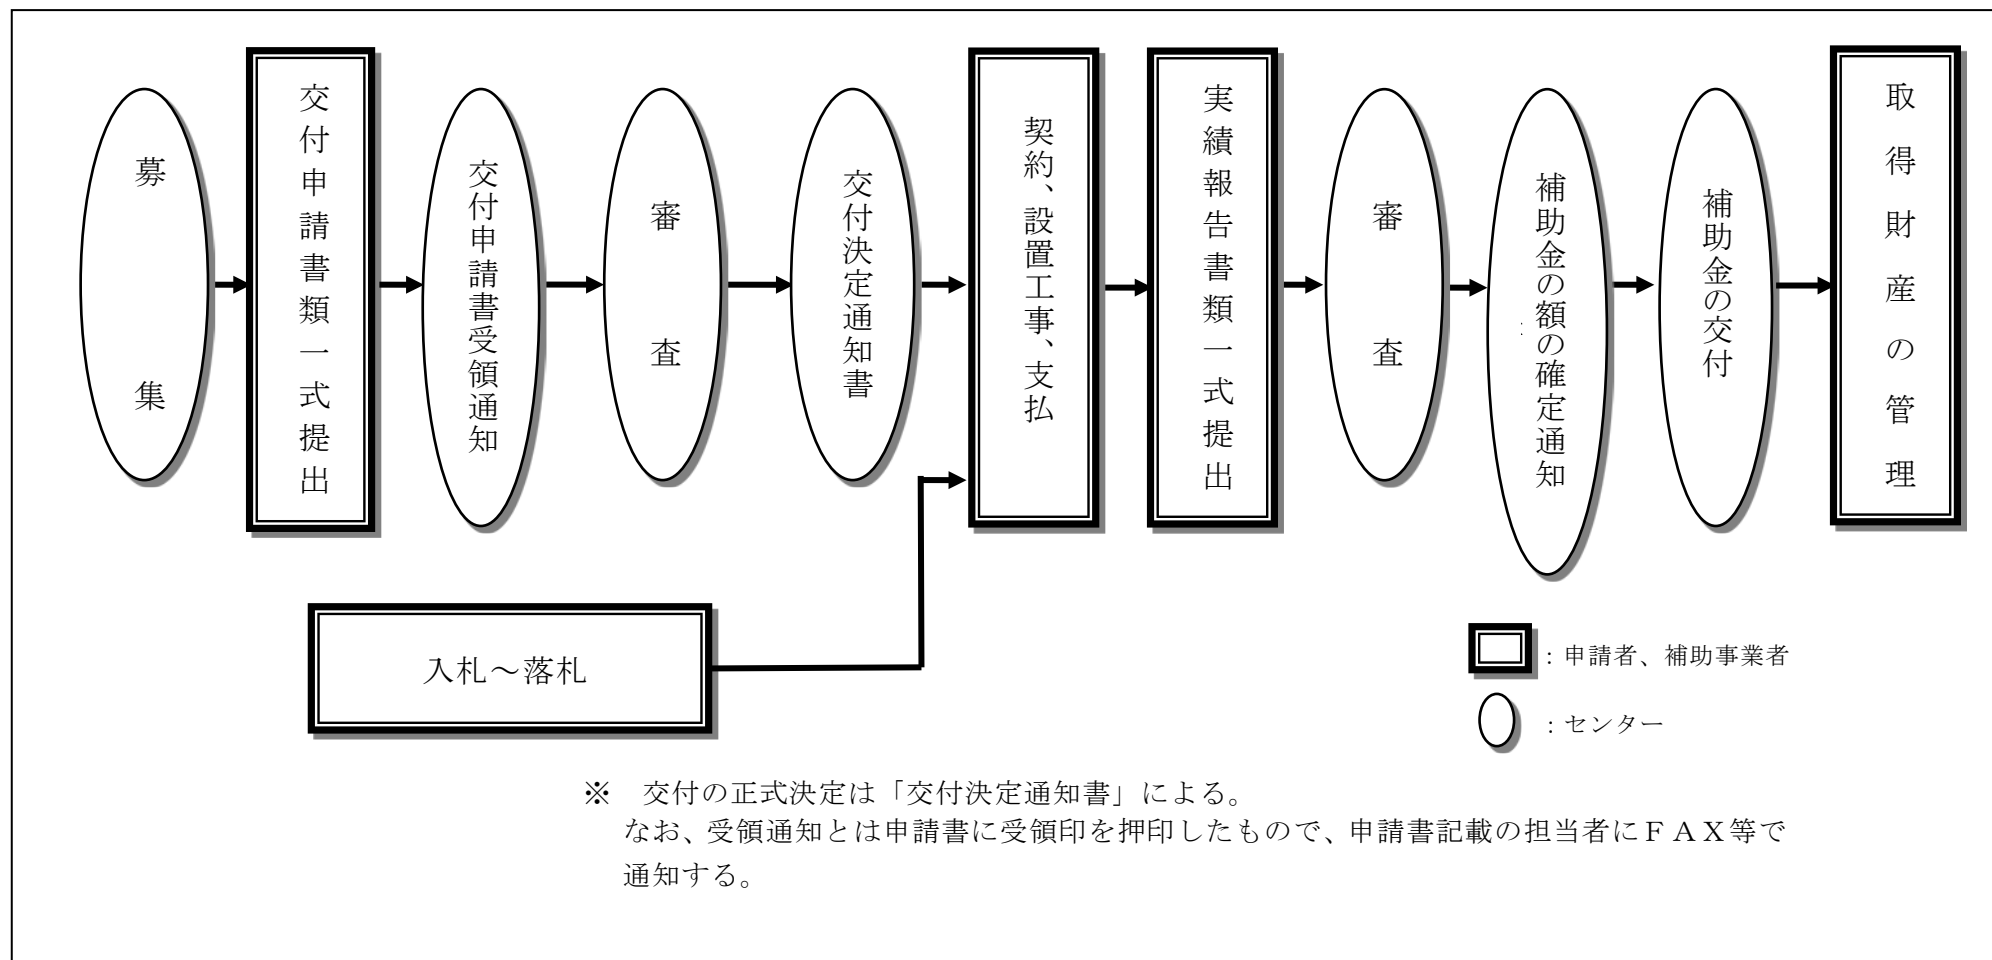 募集
交付申請書類一式提出
交付申請書受領通知
審査
交付決定通知書
契約、設置工事、支払
実績報告書類一式提出
審査
補助金の額の確定通知
補助金の交付
取得財産の管理
入札～落札
：申請者、補助事業者
：センター
※　交付の正式決定は「交付決定通知書」による。
なお、受領通知とは申請書に受領印を押印したもので、申請書記載の担当者にＦＡＸ等で
通知する。